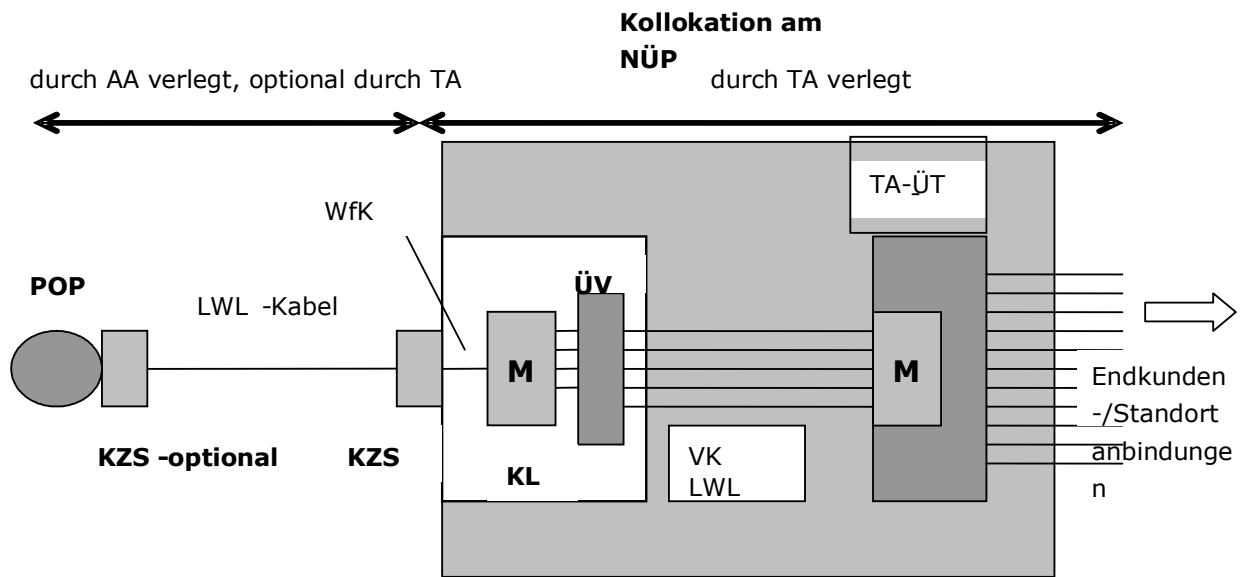 Kollokation am
NÜP
durch AA verlegt, optional durch TA
durch TA verlegt
TA-ÜT
WfK
POP
LWL -Kabel
ÜV
M
M
Endkunden
-/Standort
anbindunge
n
KZS -optional
KZS
KL
VK
LWL